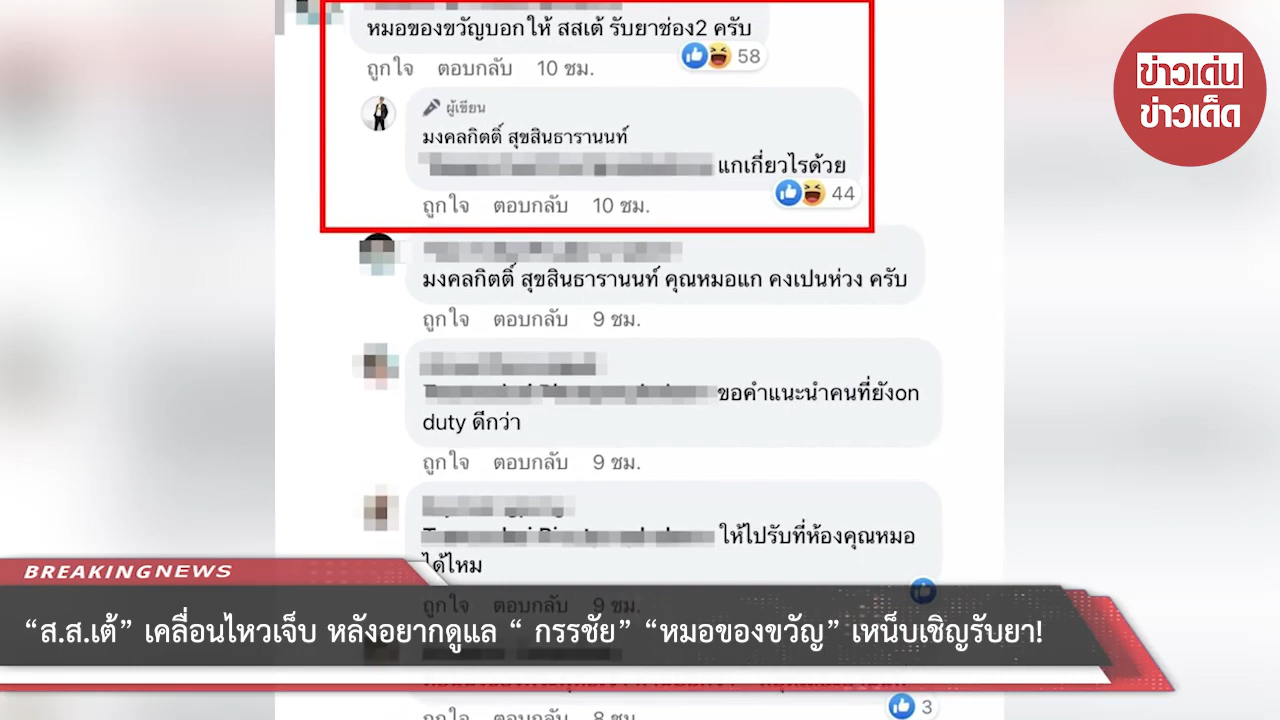 หมอของขวัญบอกให้ สสเต้ รับยาช่อง2 ครับ
58
ถูกใจ ตอบกลับ 10 ชม.
ข่าวเด่น
ข่าวเด็ด
ผู้เขียน
มงคลกิตติ์ สุขสินธารานนท์
แกเกี่ยวไรด้วย
44
ถูกใจ ตอบกลับ 10 ชม.
มงคลกิตติ์ สุขสินธารานนท์ คุณหมอแก คงเปนห่วง ครับ
ถูกใจ ตอบกลับ 9 ชม.
ขอคำแนะนำคนที่ยังon
duty ดีกว่า
ถูกใจ ตอบกลับ 9 ชม.
ให้ไปรับที่ห้องคุณหมอ
ได้ไหม
BREAKINGNEWS
ถูกใจ ตอบกลับ 9 ชม.
“ส.ส.เต้” เคลื่อนไหวเจ็บ หลังอยากดูแล “ กรรชัย” “หมอของขวัญ” เหน็บเชิญรับยา!
3
ถูกใจ ตอบกลับ 8 ชม.